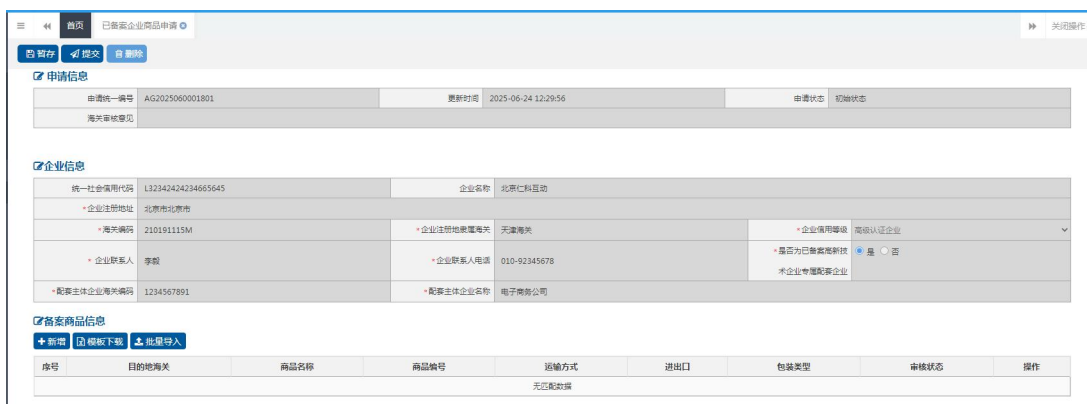 首页 已备案企业商品申请 关闭操作
暂存 提交 删除
申请信息
申请统一编号 AG2025060001801 更新时间 2025-06-24 12:29:56 申请状态 初始状态
海关审核意见
企业信息
统一社会信用代码 L32342424234665645 企业名称 北京仁科互动
*企业注册地址 北京市北京市
*海关编码 210191115M *企业注册地隶属海关 天津海关 *企业信用等级 高级认证企业
* 企业联系人 李毅 *企业联系人电话 010-92345678 *是否为已备案高新技 是 否
术企业专属配套企业
*配套主体企业海关编码 1234567891 *配套主体企业名称 电子商务公司
备案商品信息
新增 模板下载 批量导入
序号 目的地海关 商品名称 商品编号 运输方式 进出口 包装类型 审核状态 操作
无匹配数据